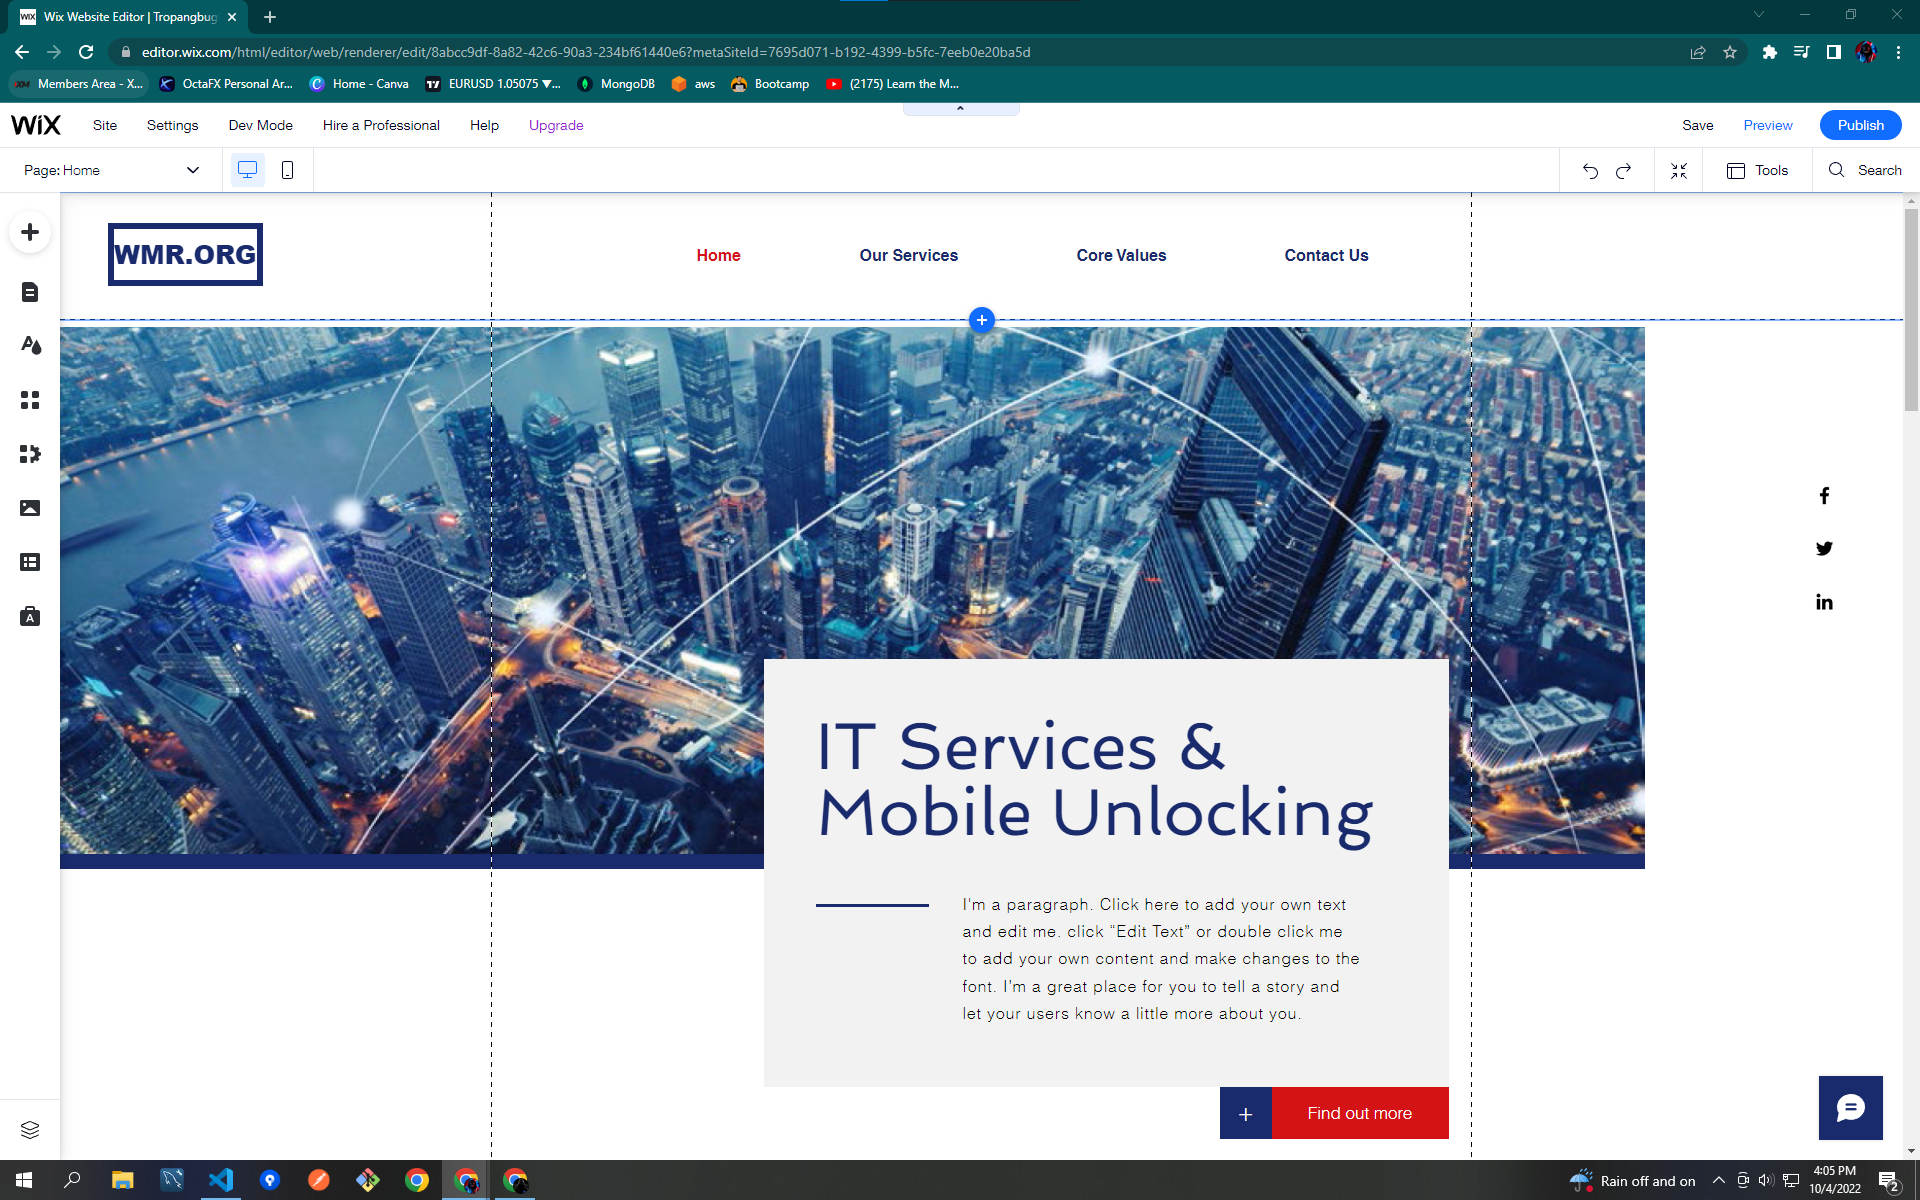 WIX Wix Website Editor | Tropangbug
editor.wix.com/html/editor/web/renderer/edit/8abcc9df-8a82-42c6-90a3-234bf61440e6?metaSiteId=7695d071-b192-4399-b5fc-7eeb0e20ba5d
XM Members Area - X... OctaFX Personal Ar... Home - Canva EURUSD 1.05075 ▼... MongoDB aws Bootcamp (2175) Learn the M...
WIX Site Settings Dev Mode Hire a Professional Help Upgrade Save Preview Publish
Page: Home Tools Search
WMR.ORG Home Our Services Core Values Contact Us
IT Services &
Mobile Unlocking
I'm a paragraph. Click here to add your own text
and edit me. click “Edit Text” or double click me
to add your own content and make changes to the
font. I’m a great place for you to tell a story and
let your users know a little more about you.
+ Find out more
Rain off and on 4:05 PM
10/4/2022 2